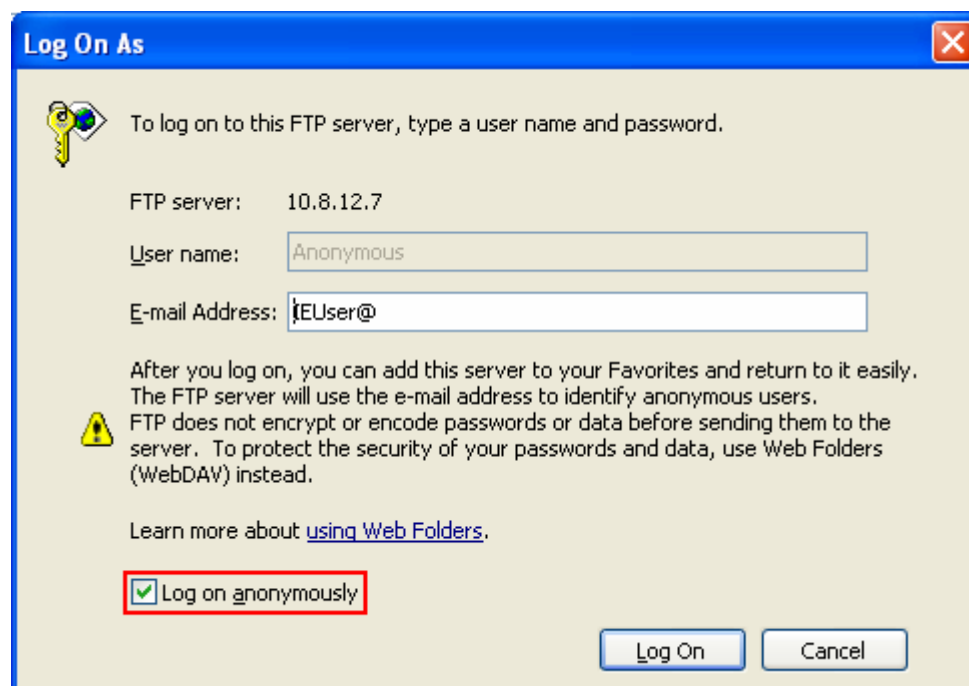 Log On As
To log on to this FTP server, type a user name and password.
FTP server: 10.8.12.7
User name: Anonymous
E-mail Address: IEUser@
After you log on, you can add this server to your Favorites and return to it easily.
The FTP server will use the e-mail address to identify anonymous users.
FTP does not encrypt or encode passwords or data before sending them to the
server. To protect the security of your passwords and data, use Web Folders
(WebDAV) instead.
Learn more about using Web Folders.
Log on anonymously
Log On Cancel